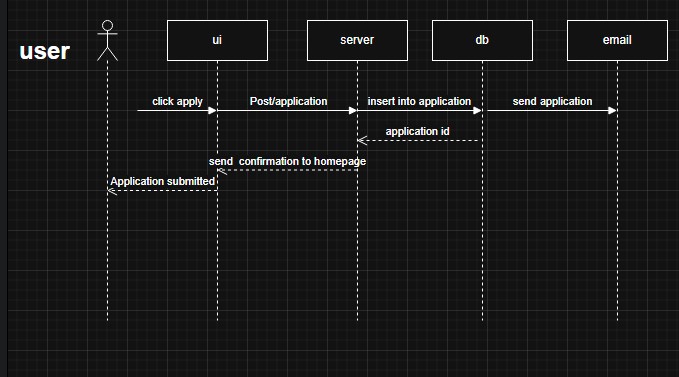 user
ui
server
db
email
click apply
Post/application
insert into application
send application
application id
send  confirmation to homepage
Application submitted